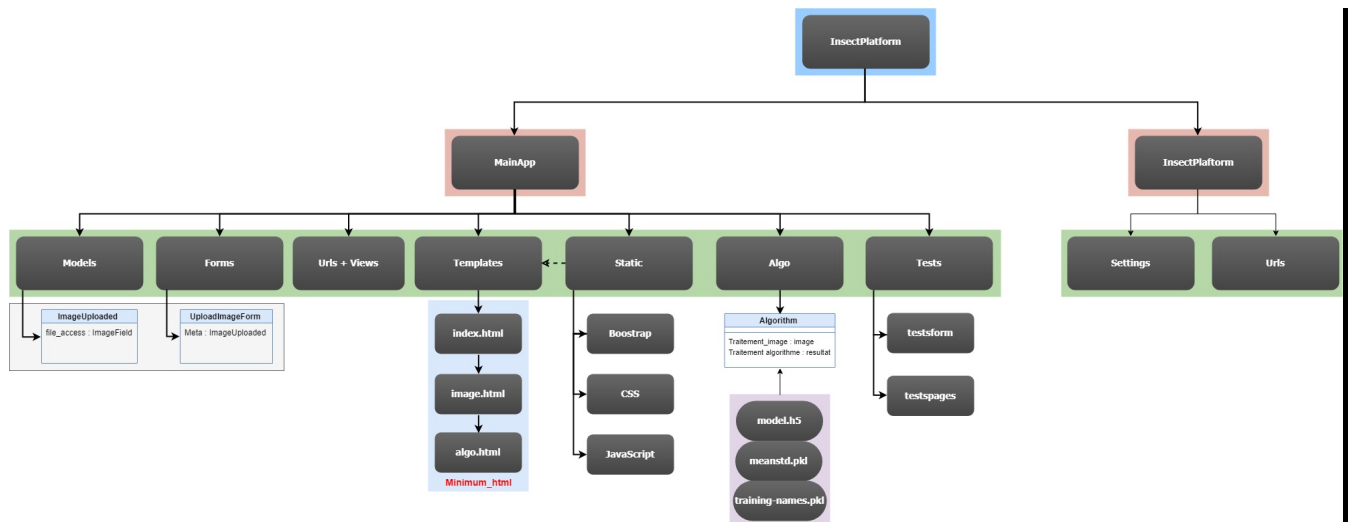 InsectPlatform
MainApp
InsectPlaftorm
Models
Forms
Urls + Views
Templates
Static
Algo
Tests
Settings
Urls
ImageUploaded
file_access : ImageField
UploadImageForm
Meta : ImageUploaded
index.html
image.html
algo.html
Minimum_html
Boostrap
CSS
JavaScript
Algorithm
Traitement_image : image
Traitement algorithme : resultat
model.h5
meanstd.pkl
training-names.pkl
testsform
testspages